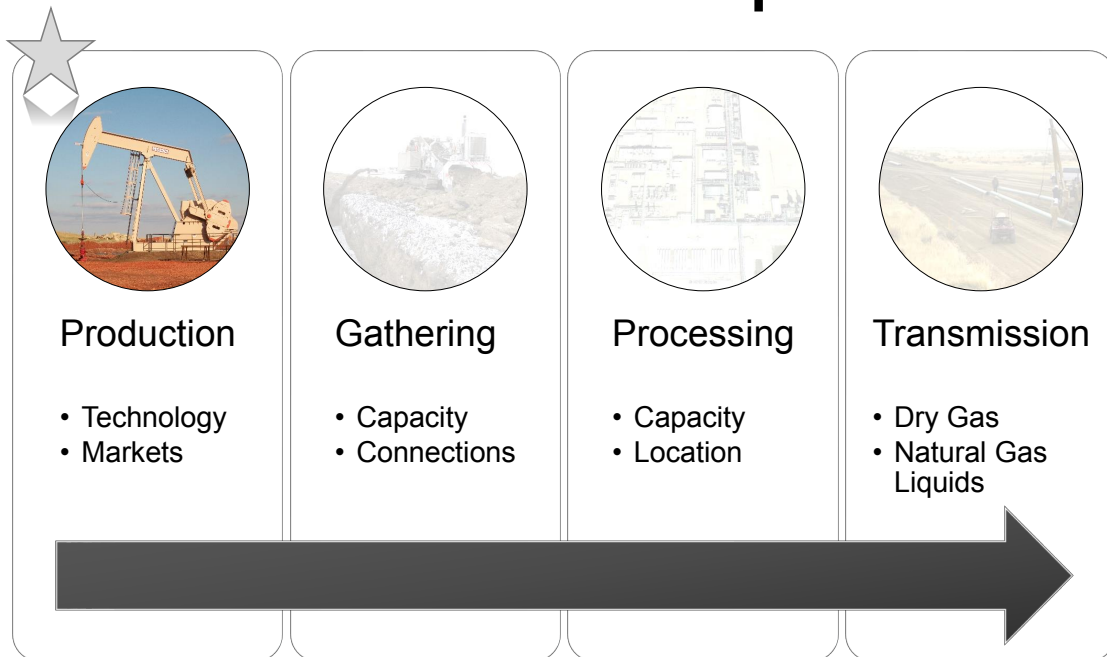 Production
• Technology
• Markets
Gathering
• Capacity
• Connections
Processing
• Capacity
• Location
Transmission
• Dry Gas
• Natural Gas
Liquids